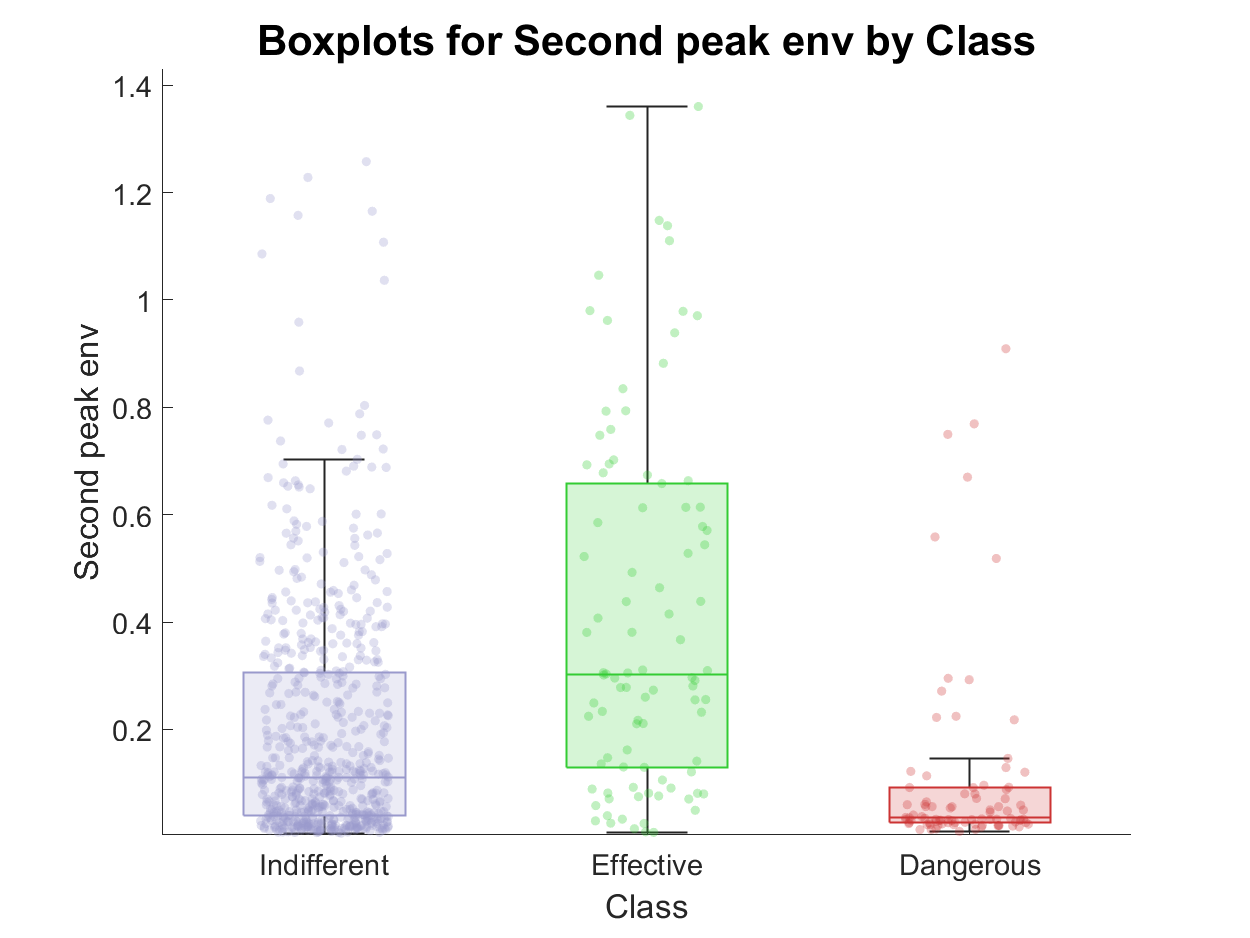 Boxplots for Second peak env by Class
1.4
1.2
1
0.8
0.6
0.4
0.2
Second peak env
Indifferent
Effective
Dangerous
Class